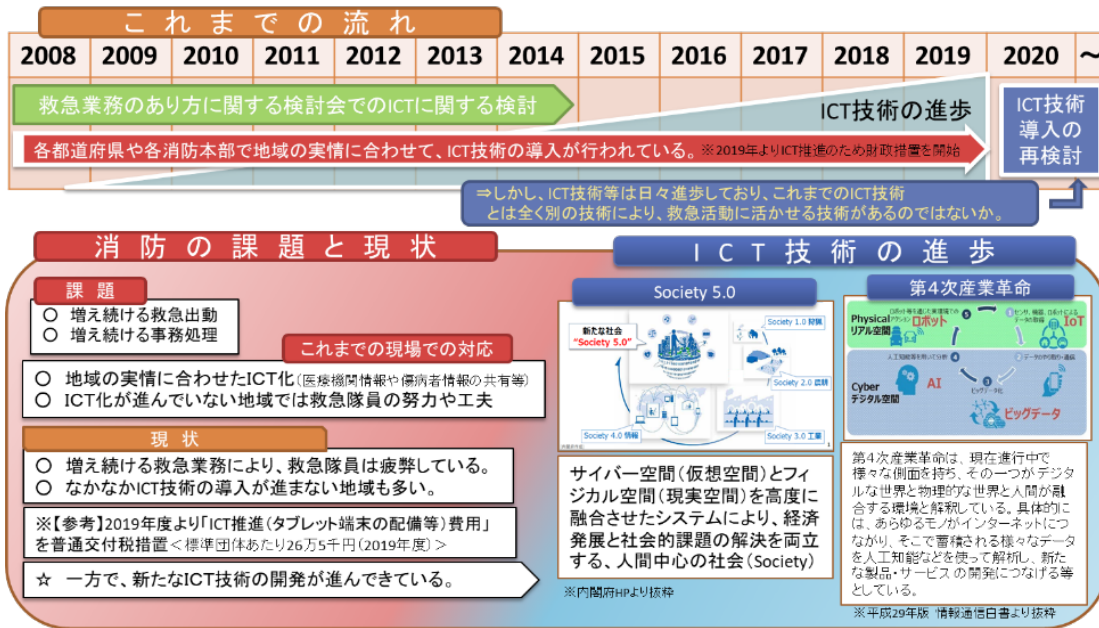 これまでの流れ
2008 2009 2010 2011 2012 2013 2014 2015 2016 2017 2018 2019 2020 ～
救急業務のあり方に関する検討会でのICTに関する検討
ICT技術の進歩
各都道府県や各消防本部で地域の実情に合わせて、ICT技術の導入が行われている。※2019年よりICT推進のため財政措置を開始
ICT技術
導入の
再検討
⇒しかし、ICT技術等は日々進歩しており、これまでのICT技術
とは全く別の技術により、救急活動に活かせる技術があるのではないか。
消防の課題と現状
課題
○ 増え続ける救急出動
○ 増え続ける事務処理
これまでの現場での対応
○ 地域の実情に合わせたICT化(医療機関情報や傷病者情報の共有等)
○ ICT化が進んでいない地域では救急隊員の努力や工夫
現状
○ 増え続ける救急業務により、救急隊員は疲弊している。
○ なかなかICT技術の導入が進まない地域も多い。
※【参考】2019年度より「ICT推進(タブレット端末の配備等)費用」
を普通交付税措置＜標準団体あたり26万5千円(2019年度)＞
☆ 一方で、新たなICT技術の開発が進んできている。
ICT技術の進歩
Society 5.0
新たな社会
"Society 5.0"
Society 1.0 狩猟
Society 2.0 農耕
Society 3.0 工業
Society 4.0 情報
サイバー空間(仮想空間)とフィ
ジカル空間(現実空間)を高度に
融合させたシステムにより、経済
発展と社会的課題の解決を両立
する、人間中心の社会(Society)
※内閣府HPより抜粋
第4次産業革命
Physical
リアル空間
ロボット
IoT
人工知能等を用いて分析
Cyber
デジタル空間
AI
ビッグデータ化
ビッグデータ
第4次産業革命は、現在進行中で
様々な側面を持ち、その一つがデジタ
ルな世界と物理的な世界と人間が融
合する環境と解釈している。具体的に
は、あらゆるモノがインターネットにつ
ながり、そこで蓄積される様々なデータ
を人工知能などを使って解析し、新た
な製品・サービスの開発につなげる等
としている。
※平成29年版 情報通信白書より抜粋